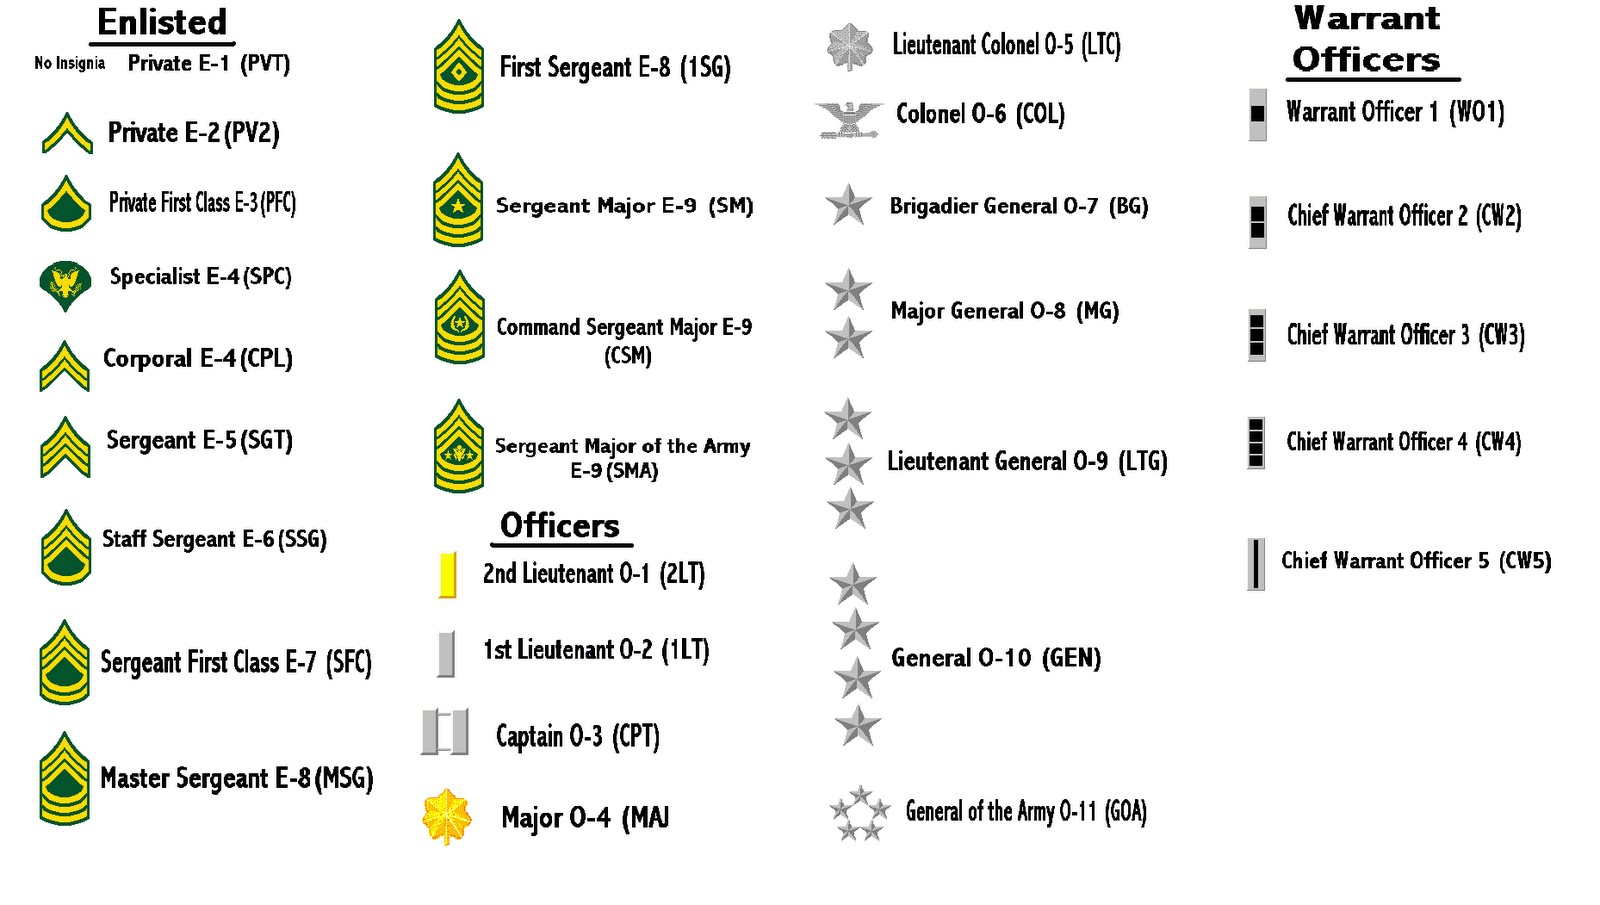 Enlisted
No Insignia Private E-1 (PVT)
Private E-2 (PV2)
Private First Class E-3 (PFC)
Specialist E-4 (SPC)
Corporal E-4 (CPL)
Sergeant E-5 (SGT)
Staff Sergeant E-6 (SSG)
Sergeant First Class E-7 (SFC)
Master Sergeant E-8 (MSG)
First Sergeant E-8 (1SG)
Sergeant Major E-9 (SM)
Command Sergeant Major E-9
(CSM)
Sergeant Major of the Army
E-9 (SMA)
Officers
2nd Lieutenant O-1 (2LT)
1st Lieutenant O-2 (1LT)
Captain O-3 (CPT)
Major O-4 (MAJ
Lieutenant Colonel O-5 (LTC)
Colonel O-6 (COL)
Brigadier General O-7 (BG)
Major General O-8 (MG)
Lieutenant General O-9 (LTG)
General O-10 (GEN)
General of the Army O-11 (GOA)
Warrant
Officers
Warrant Officer 1 (WO1)
Chief Warrant Officer 2 (CW2)
Chief Warrant Officer 3 (CW3)
Chief Warrant Officer 4 (CW4)
Chief Warrant Officer 5 (CW5)